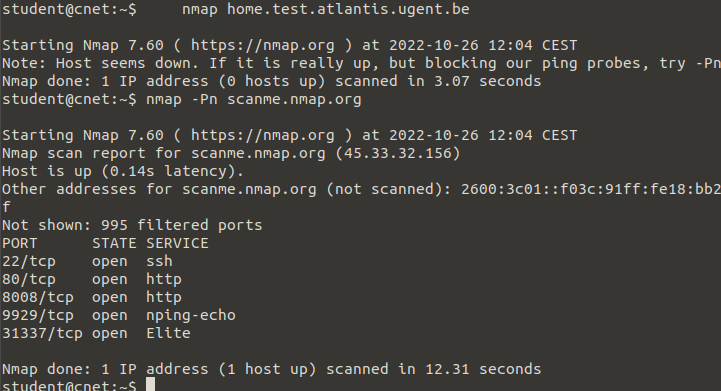 student@cnet:~$     nmap home.test.atlantis.ugent.be

Starting Nmap 7.60 ( https://nmap.org ) at 2022-10-26 12:04 CEST
Note: Host seems down. If it is really up, but blocking our ping probes, try -Pn
Nmap done: 1 IP address (0 hosts up) scanned in 3.07 seconds
student@cnet:~$ nmap -Pn scanme.nmap.org

Starting Nmap 7.60 ( https://nmap.org ) at 2022-10-26 12:04 CEST
Nmap scan report for scanme.nmap.org (45.33.32.156)
Host is up (0.14s latency).
Other addresses for scanme.nmap.org (not scanned): 2600:3c01::f03c:91ff:fe18:bb2
f
Not shown: 995 filtered ports
PORT      STATE SERVICE
22/tcp    open  ssh
80/tcp    open  http
8008/tcp  open  http
9929/tcp  open  nping-echo
31337/tcp open  Elite

Nmap done: 1 IP address (1 host up) scanned in 12.31 seconds
student@cnet:~$